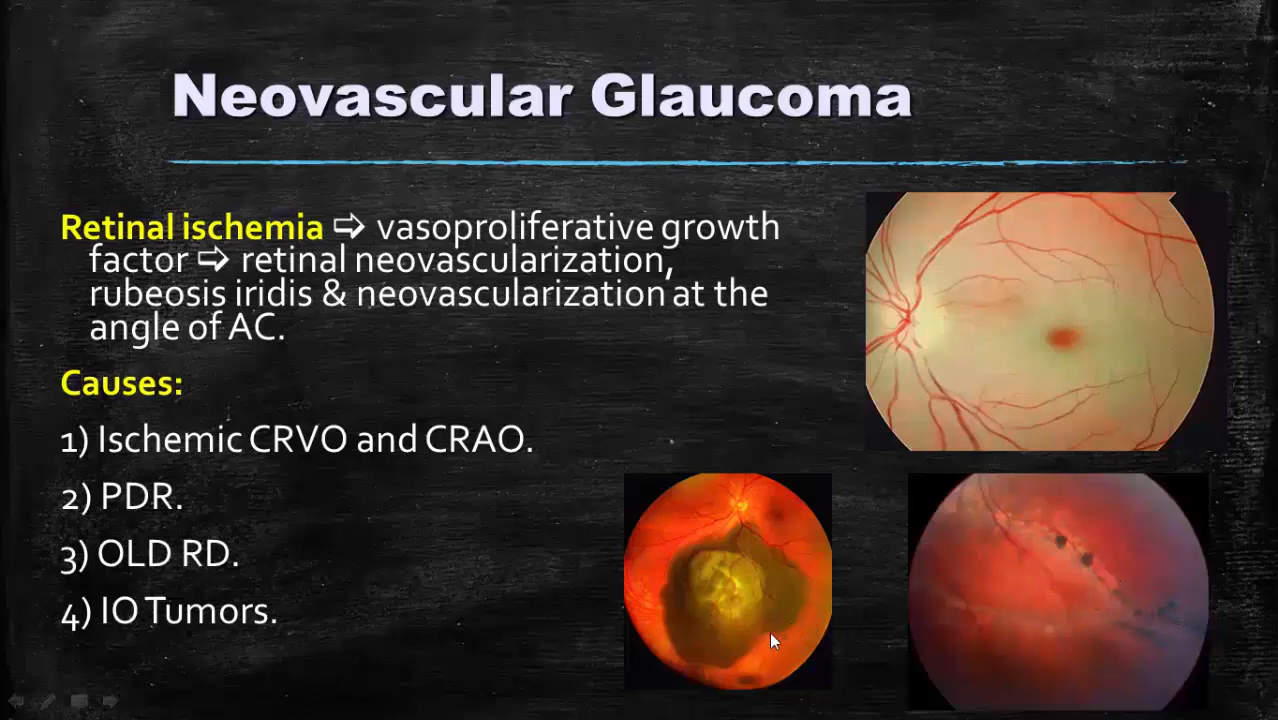 Neovascular Glaucoma
Retinal ischemia ⇨ vasoproliferative growth
factor ⇨ retinal neovascularization,
rubeosis iridis & neovascularization at the
angle of AC.
Causes:
1) Ischemic CRVO and CRAO.
2) PDR.
3) OLD RD.
4) IO Tumors.